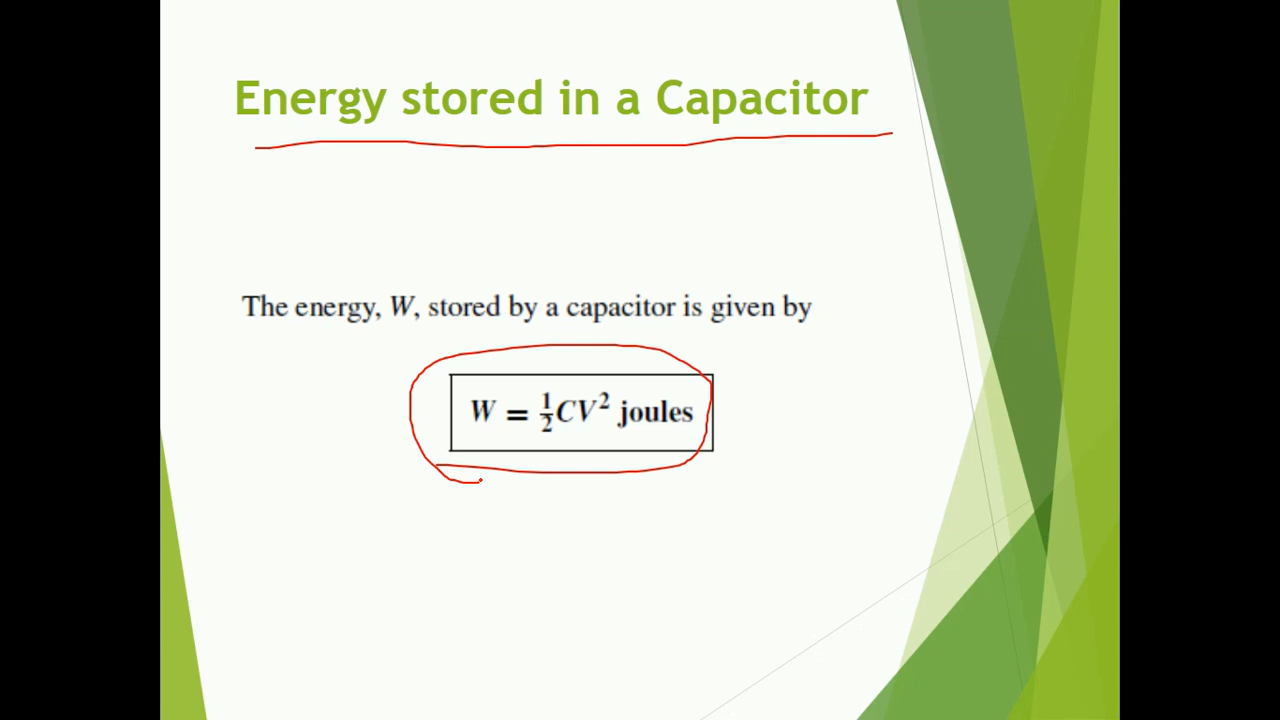 Energy stored in a Capacitor
The energy, W, stored by a capacitor is given by
W = ½CV² joules